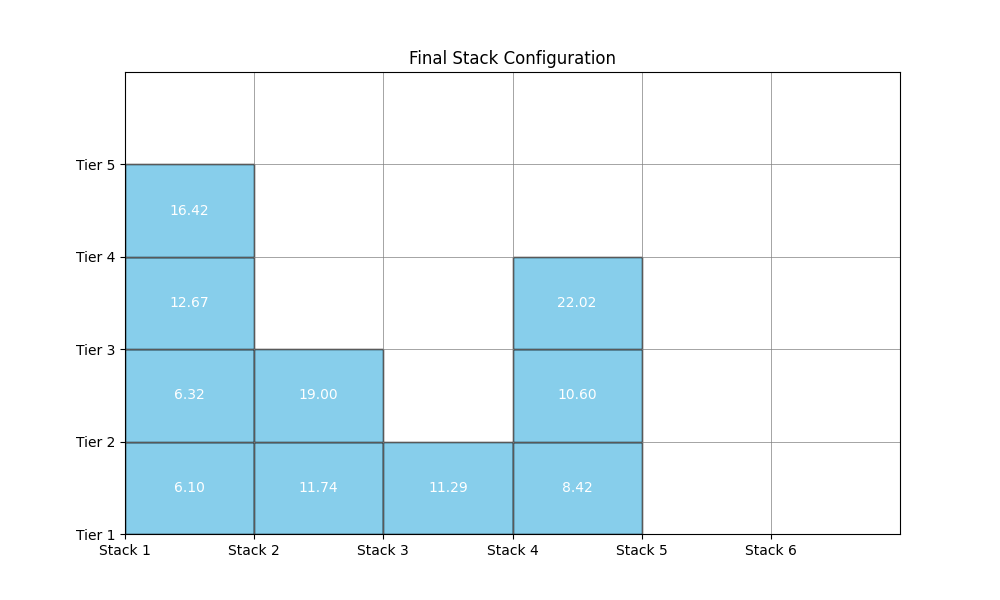 Final Stack Configuration
Tier 5
16.42
Tier 4
12.67
22.02
Tier 3
6.32
19.00
10.60
Tier 2
6.10
11.74
11.29
8.42
Tier 1
Stack 1
Stack 2
Stack 3
Stack 4
Stack 5
Stack 6